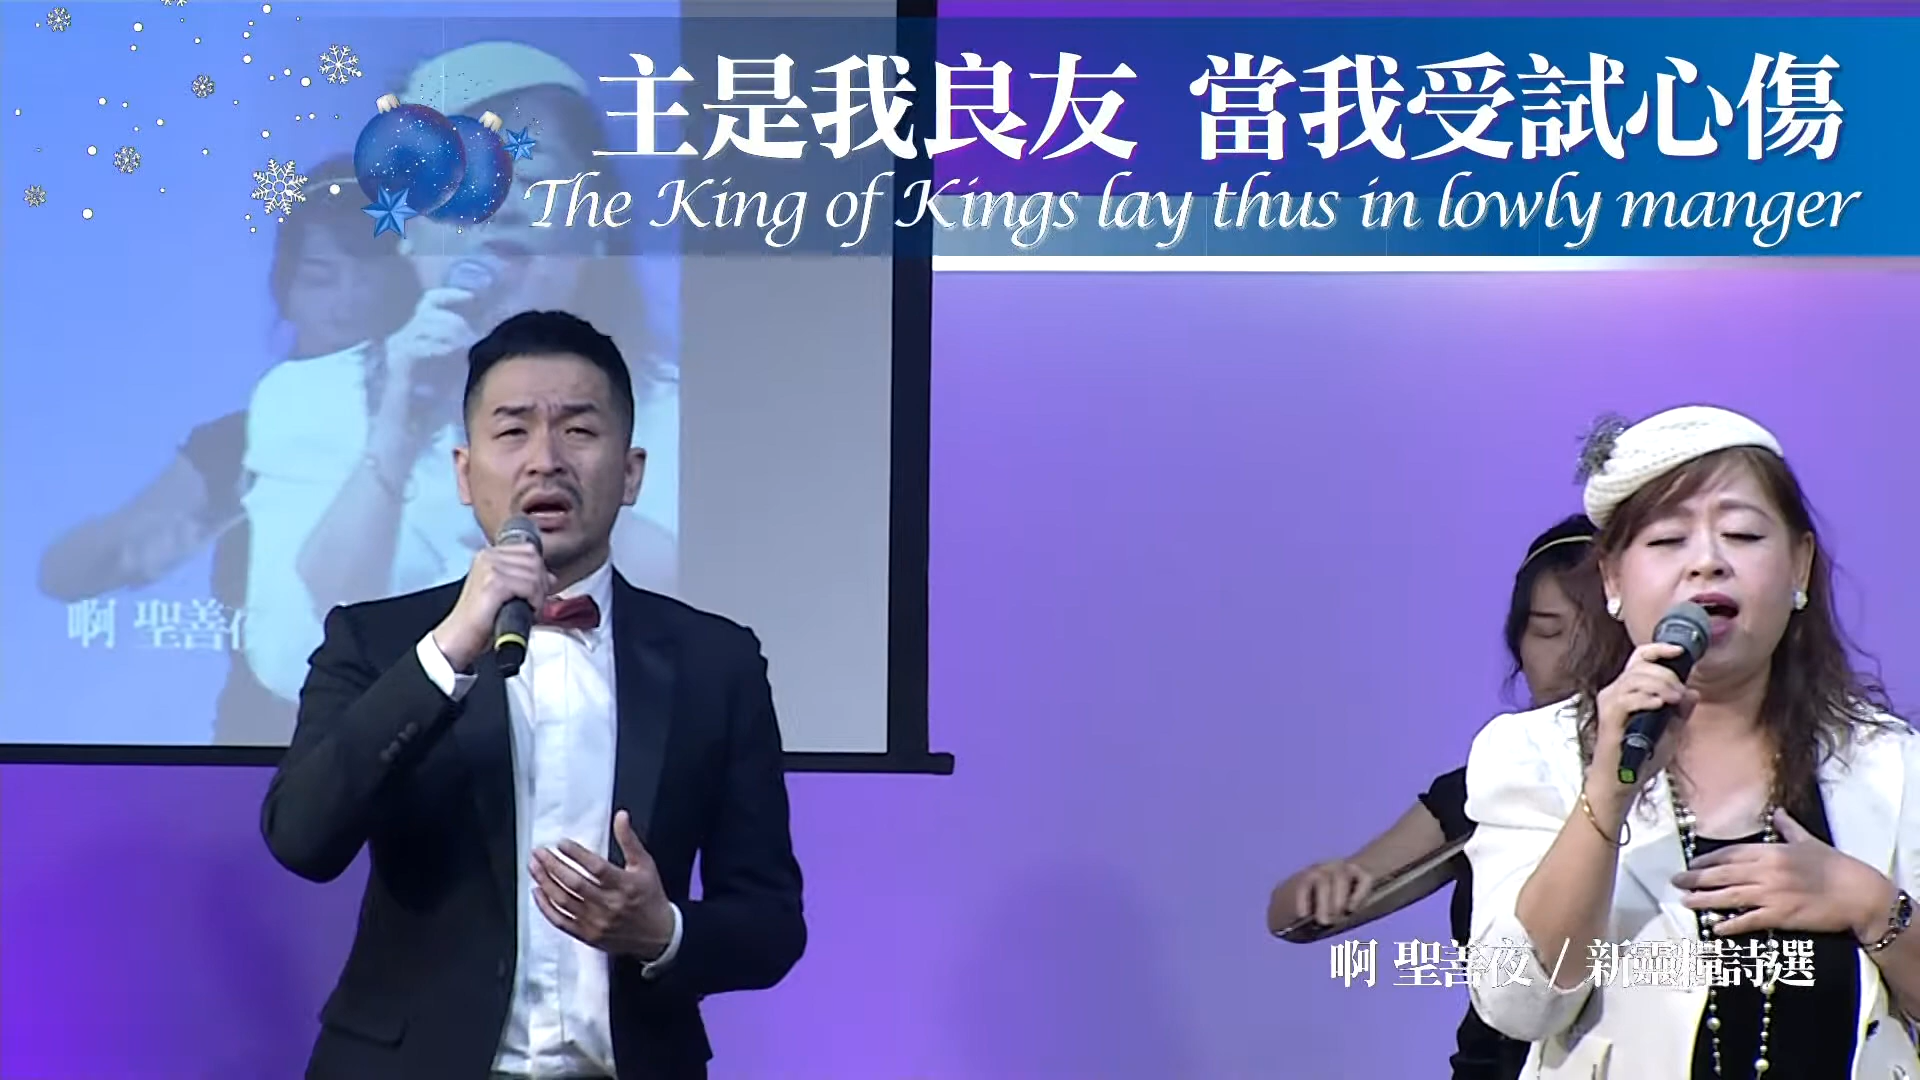 主是我良友 當我受試心傷
The King of Kings lay thus in lowly manger
啊 聖善夜
啊 聖善夜 / 新靈糧詩選